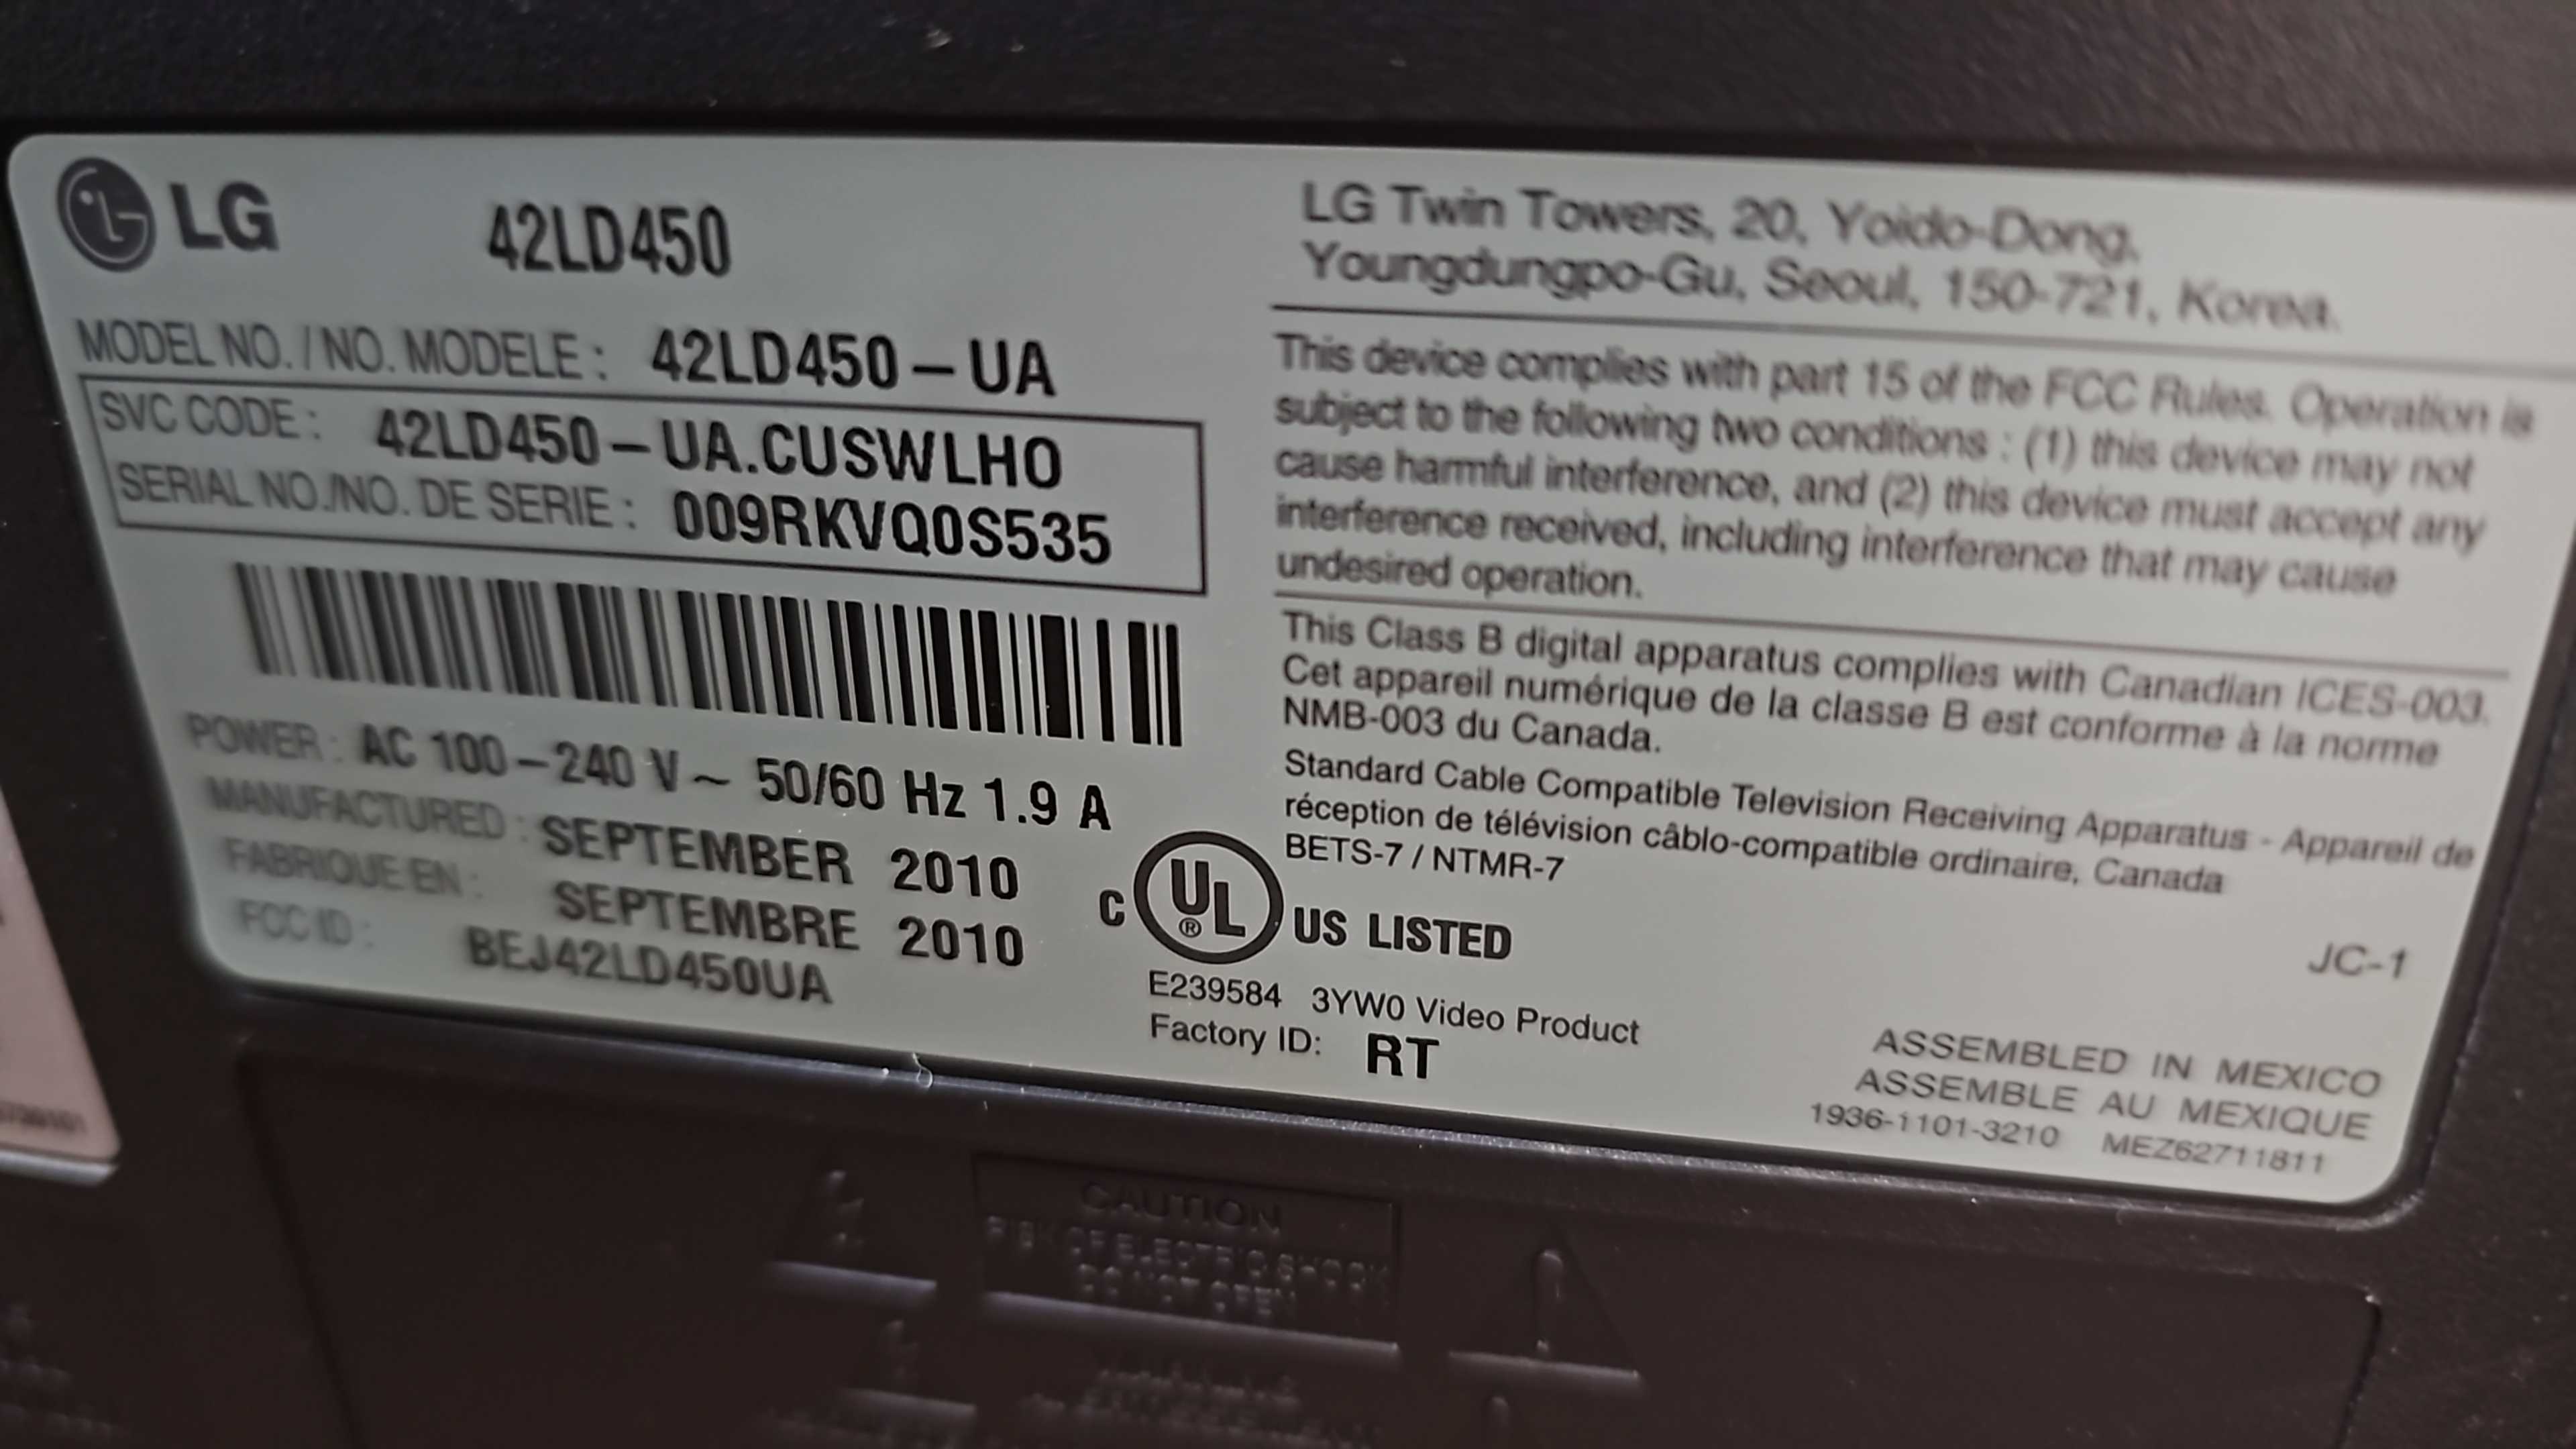 LG 42LD450
MODEL NO. / NO. MODELE : 42LD450-UA
SVC CODE : 42LD450-UA.CUSWLHO
SERIAL NO./NO. DE SERIE : 009RKVQ0S535
POWER : AC 100-240 V ~ 50/60 Hz 1.9 A
MANUFACTURED : SEPTEMBER 2010
FABRIQUE EN : SEPTEMBRE 2010
FCC ID : BEJ42LD450UA
LG Twin Towers, 20, Yoido-Dong,
Youngdungpo-Gu, Seoul, 150-721, Korea.
This device complies with part 15 of the FCC Rules. Operation is
subject to the following two conditions : (1) this device may not
cause harmful interference, and (2) this device must accept any
interference received, including interference that may cause
undesired operation.
This Class B digital apparatus complies with Canadian ICES-003.
Cet appareil numérique de la classe B est conforme à la norme
NMB-003 du Canada.
Standard Cable Compatible Television Receiving Apparatus - Appareil de
réception de télévision câblo-compatible ordinaire, Canada
BETS-7 / NTMR-7
C UL ® US LISTED
JC-1
E239584 3YW0 Video Product
Factory ID: RT
ASSEMBLED IN MEXICO
ASSEMBLE AU MEXIQUE
1936-1101-3210 MEZ62711811
CAUTION
RISK OF ELECTRIC SHOCK
DO NOT OPEN